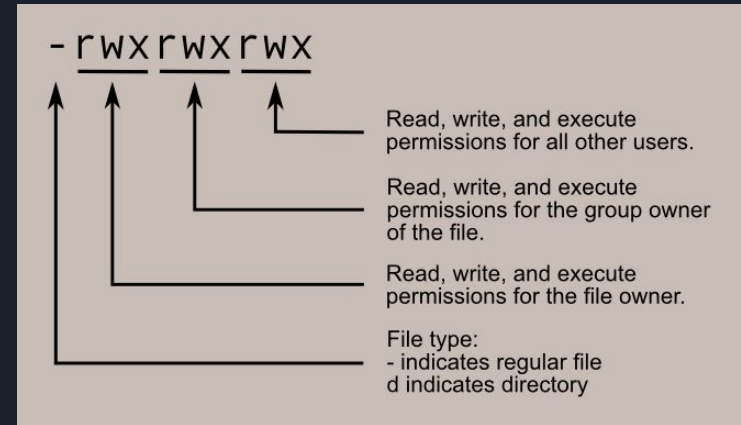 -rwxrwxrwx
Read, write, and execute
permissions for all other users.
Read, write, and execute
permissions for the group owner
of the file.
Read, write, and execute
permissions for the file owner.
File type:
- indicates regular file
d indicates directory